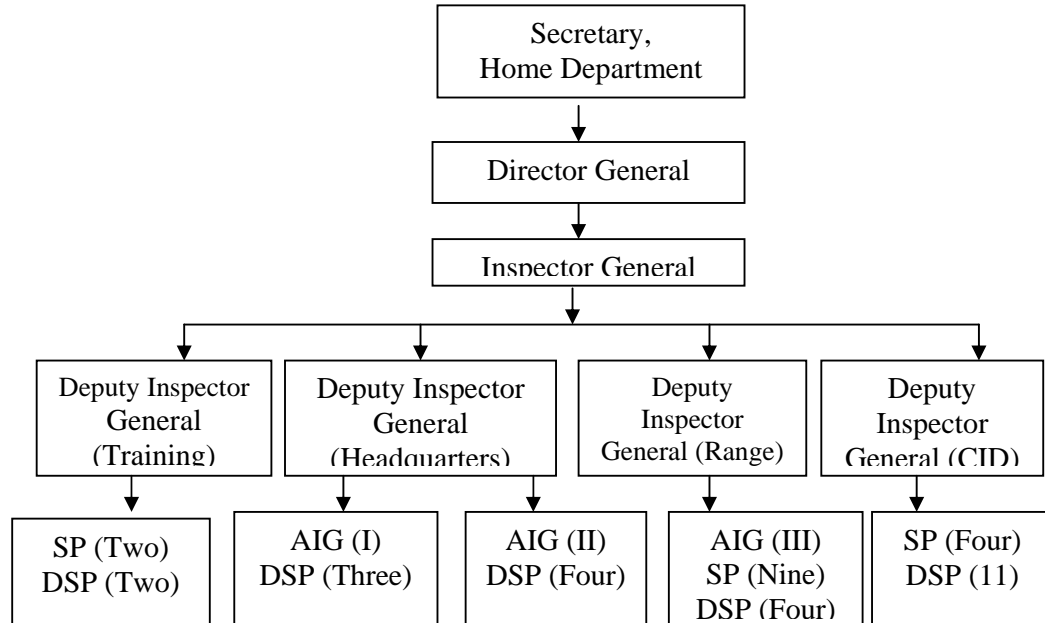 Secretary,
Home Department
Director General
Inspector General
Deputy Inspector
General
(Training)
Deputy Inspector
General
(Headquarters)
Deputy
Inspector
General (Range)
Deputy
Inspector
General (CID)
SP (Two)
DSP (Two)
AIG (I)
DSP (Three)
AIG (II)
DSP (Four)
AIG (III)
SP (Nine)
DSP (Four)
SP (Four)
DSP (11)